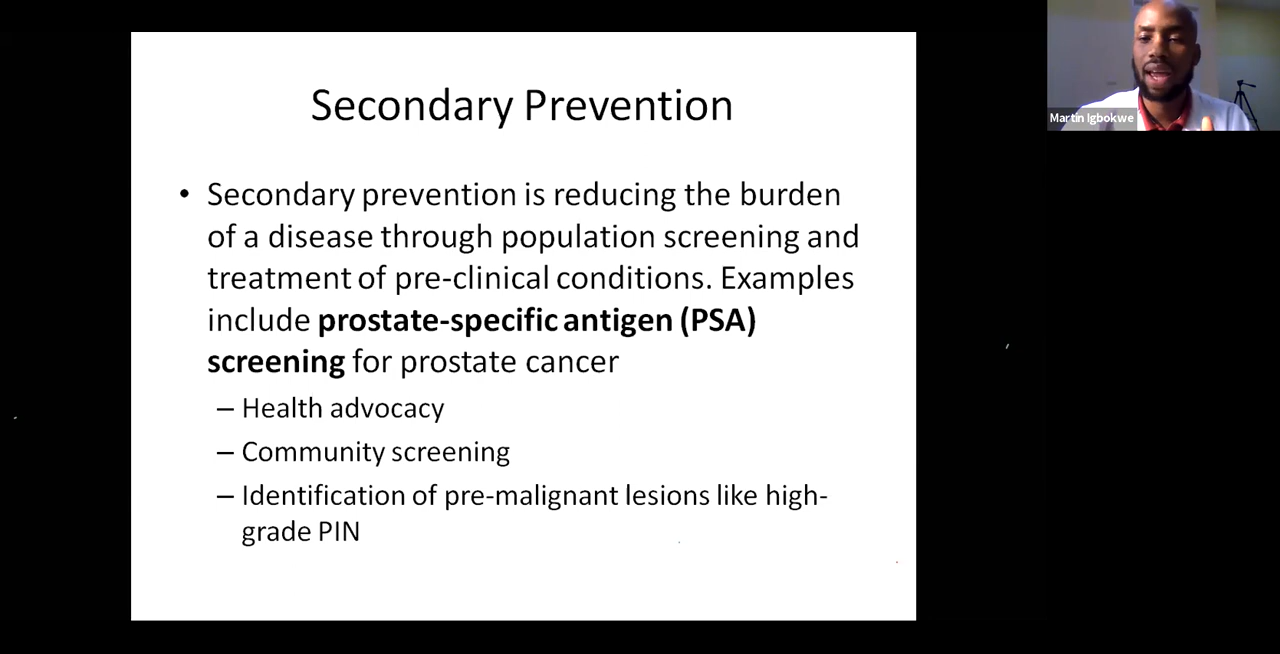 Secondary Prevention
• Secondary prevention is reducing the burden
of a disease through population screening and
treatment of pre-clinical conditions. Examples
include prostate-specific antigen (PSA)
screening for prostate cancer
– Health advocacy
– Community screening
– Identification of pre-malignant lesions like high-
grade PIN
Martin Igbokwe